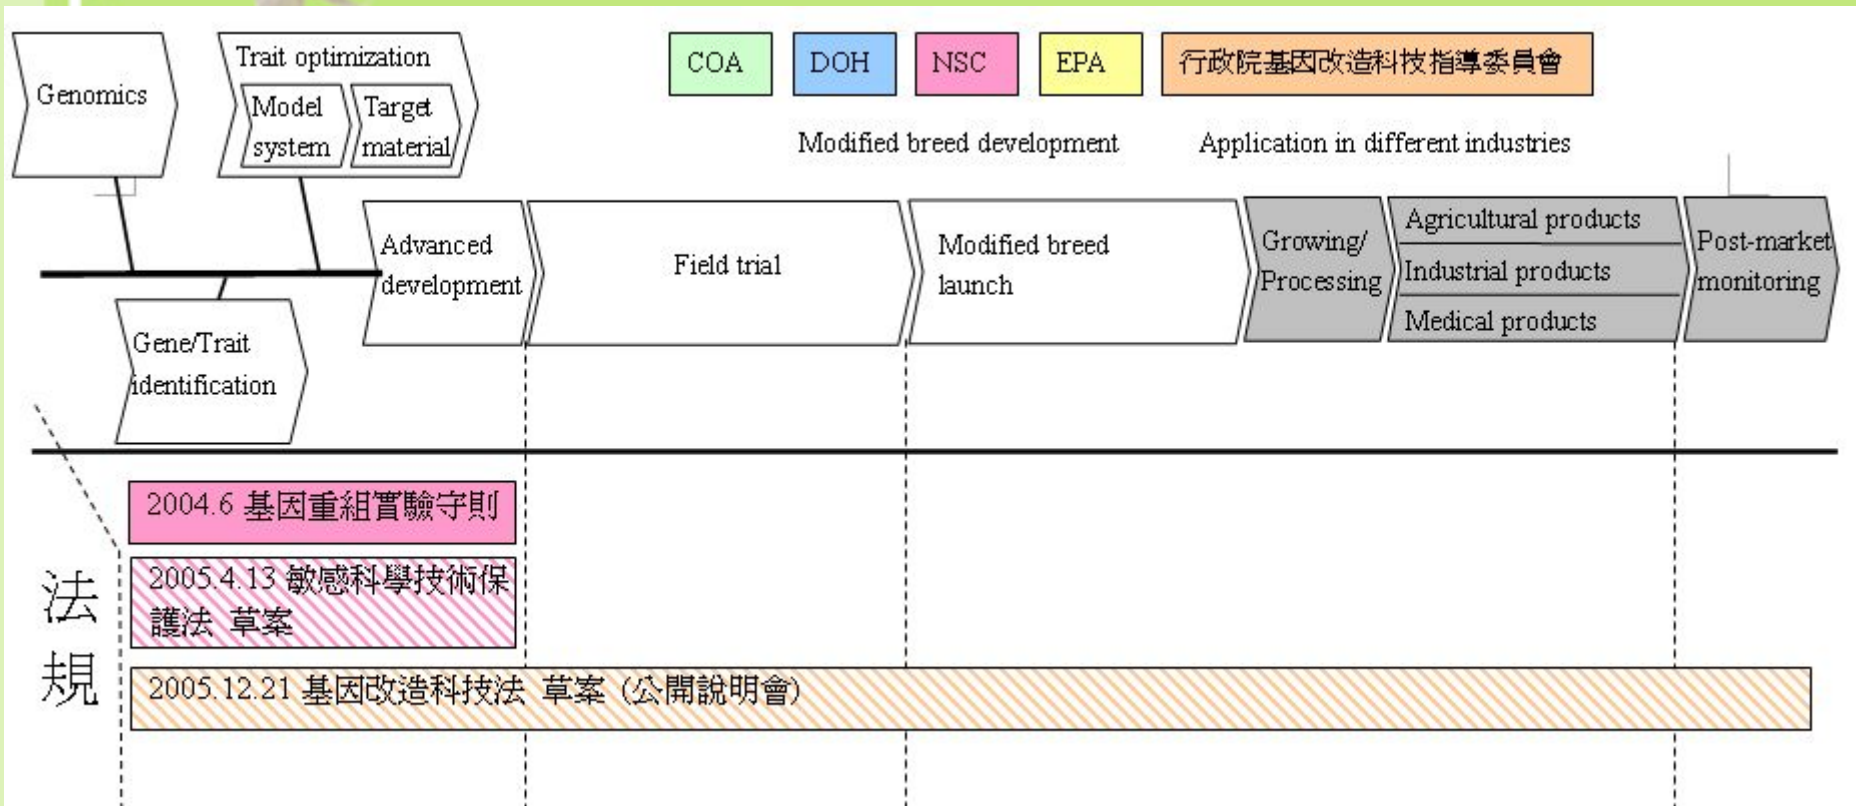 Genomics
Trait optimization
Model
system
Target
material
COA
DOH
NSC
EPA
行政院基因改造科技指導委員會
Modified breed development
Application in different industries
Advanced
development
Field trial
Modified breed
launch
Growing/
Processing
Agricultural products
Industrial products
Medical products
Post-market
monitoring
Gene/Trait
identification
法
規
2004.6 基因重組實驗守則
2005.4.13 敏感科學技術保
護法 草案
2005.12.21 基因改造科技法 草案 (公開說明會)